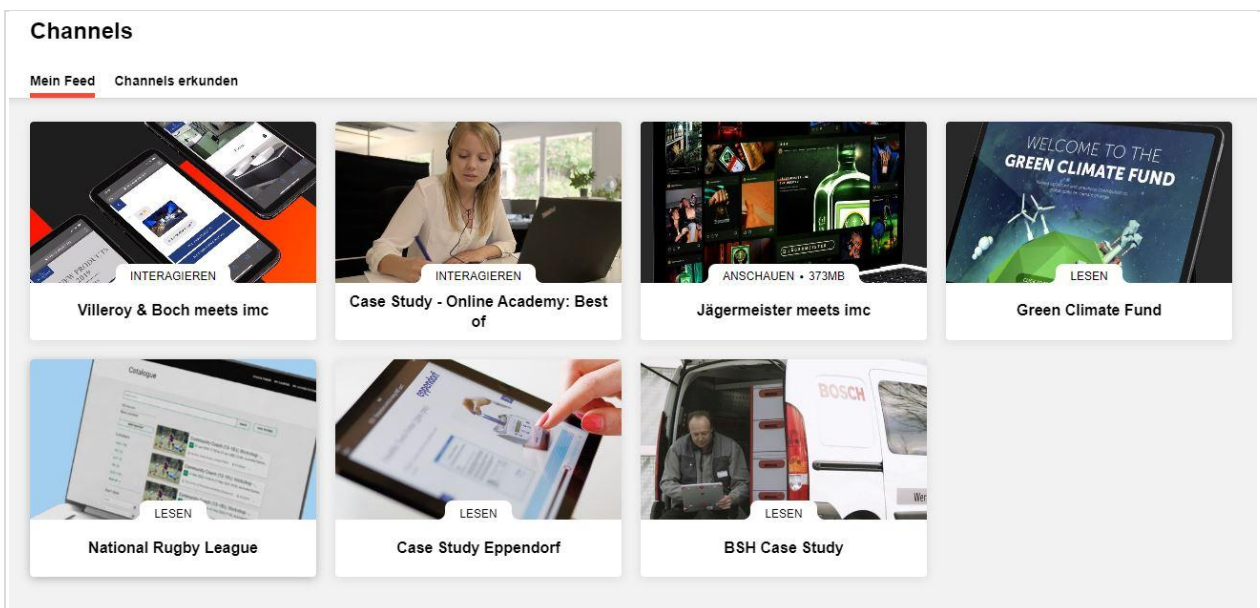 Channels
Mein Feed
Channels erkunden
INTERAGIEREN
Villeroy & Boch meets imc
INTERAGIEREN
Case Study - Online Academy: Best
of
JÄGERMEISTER
ANSCHAUEN • 373MB
Jägermeister meets imc
WELCOME TO THE
GREEN CLIMATE FUND
LESEN
Green Climate Fund
Catalogue
LESEN
National Rugby League
eppendorf
LESEN
Case Study Eppendorf
BOSCH
Wer
LESEN
BSH Case Study